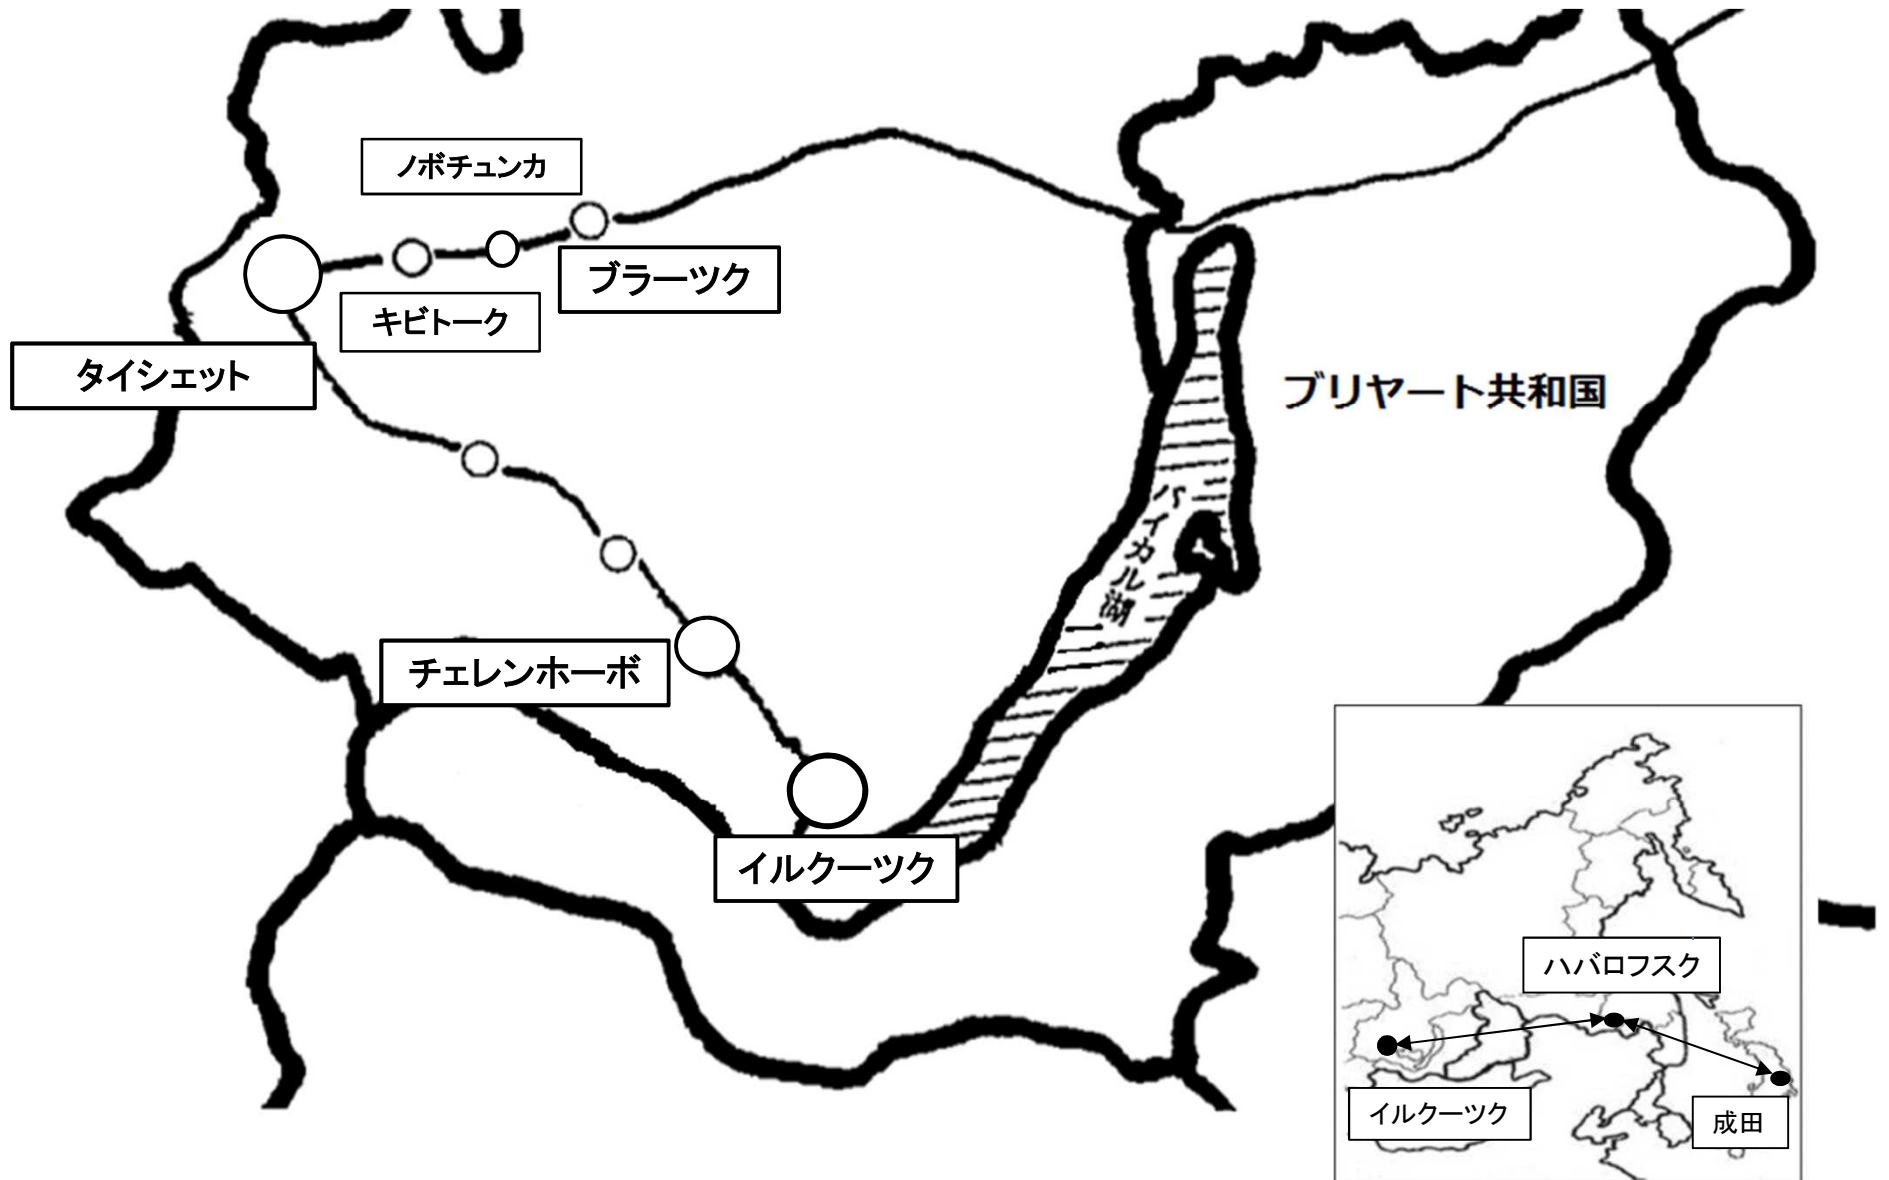 ノボチュンカ
ブラーツク
キビトーク
タイシェット
ブリヤート共和国
バイカル湖
チェレンホーボ
イルクーツク
ハバロフスク
イルクーツク
成田